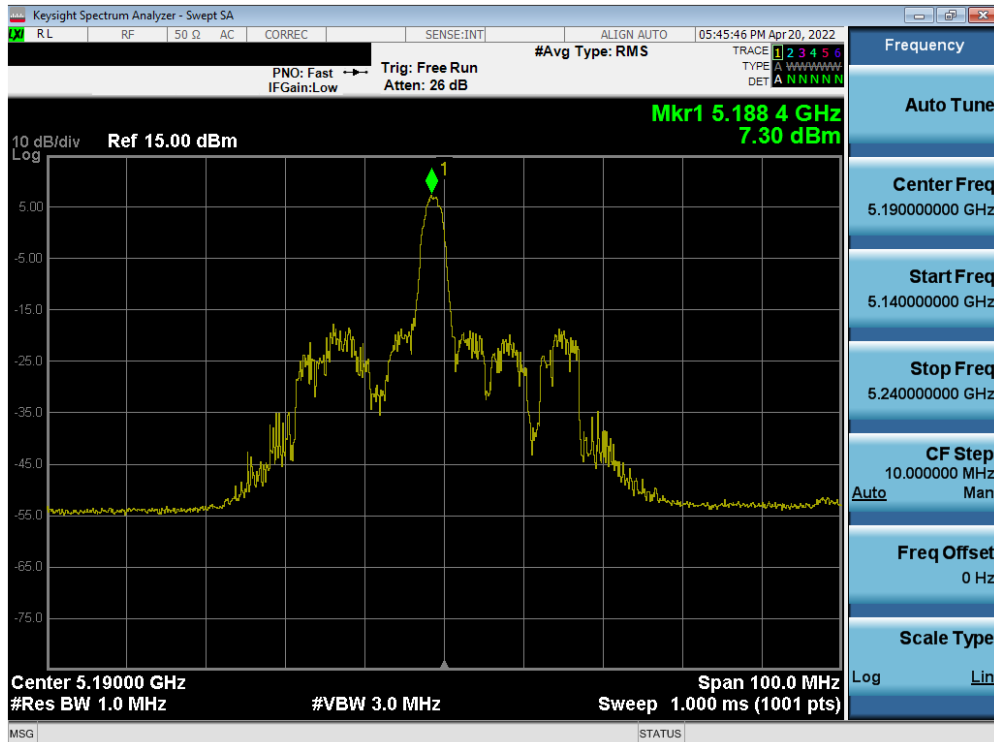 Keysight Spectrum Analyzer - Swept SA
LXI RL RF 50 Ω AC CORREC SENSE:INT ALIGN AUTO 05:45:46 PM Apr 20, 2022
Frequency
#Avg Type: RMS
TRACE 1 2 3 4 5 6
TYPE A WWWWW
DET A N N N N N
PNO: Fast
IFGain:Low
Trig: Free Run
Atten: 26 dB
Auto Tune
Mkr1 5.188 4 GHz
7.30 dBm
10 dB/div Ref 15.00 dBm
Log
1
5.00
-5.00
-15.0
-25.0
-35.0
-45.0
-55.0
-65.0
-75.0
Center Freq
5.190000000 GHz
Start Freq
5.140000000 GHz
Stop Freq
5.240000000 GHz
CF Step
10.000000 MHz
Auto Man
Freq Offset
0 Hz
Scale Type
Log Lin
Center 5.19000 GHz Span 100.0 MHz
#Res BW 1.0 MHz #VBW 3.0 MHz Sweep 1.000 ms (1001 pts)
MSG STATUS